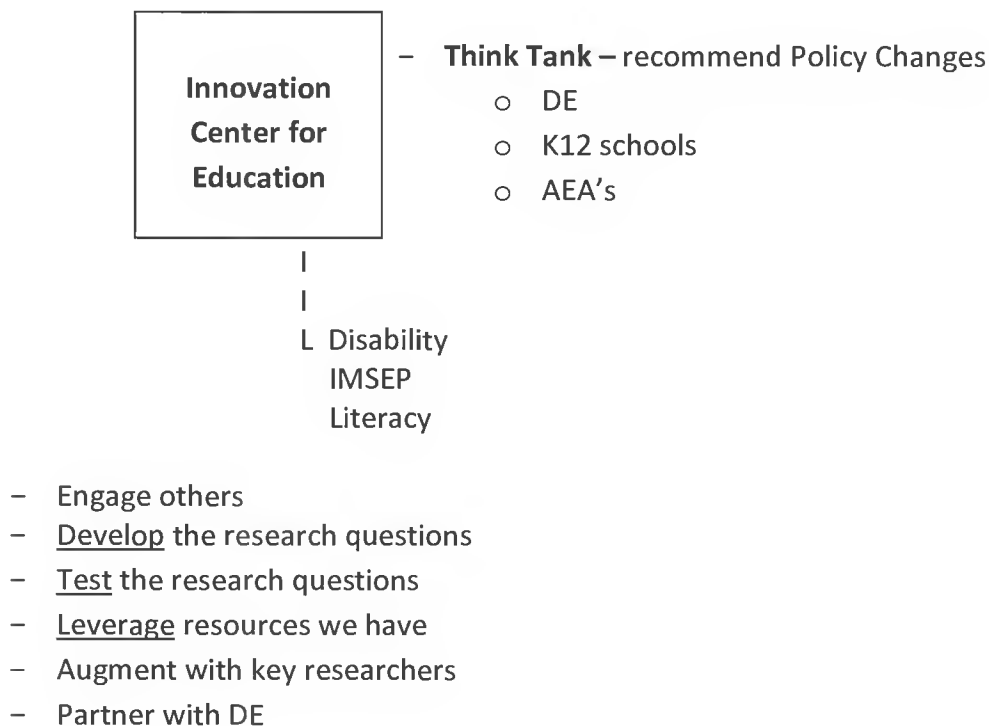 Innovation
Center for
Education
– Think Tank – recommend Policy Changes
o DE
o K12 schools
o AEA's
I
I
L Disability
IMSEP
Literacy
– Engage others
– Develop the research questions
– Test the research questions
– Leverage resources we have
– Augment with key researchers
– Partner with DE